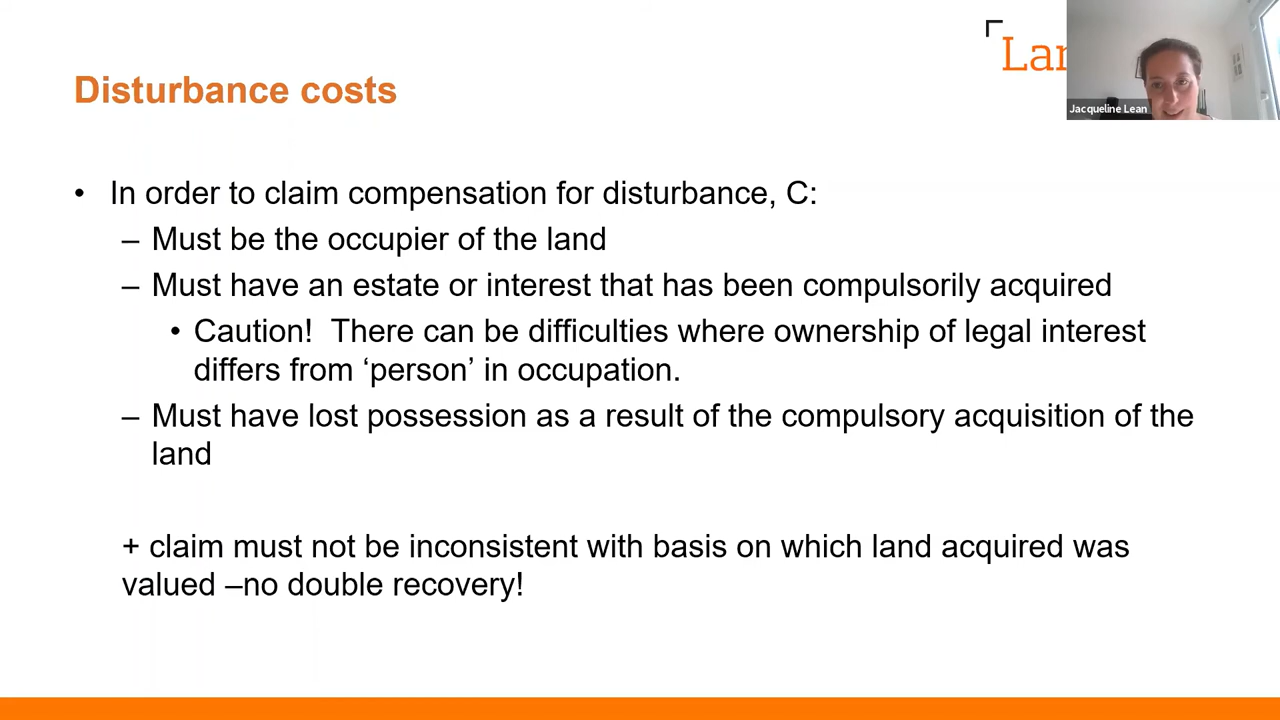 Disturbance costs
Jacqueline Lean
• In order to claim compensation for disturbance, C:
– Must be the occupier of the land
– Must have an estate or interest that has been compulsorily acquired
• Caution!  There can be difficulties where ownership of legal interest
differs from ‘person’ in occupation.
– Must have lost possession as a result of the compulsory acquisition of the
land
+ claim must not be inconsistent with basis on which land acquired was
valued –no double recovery!